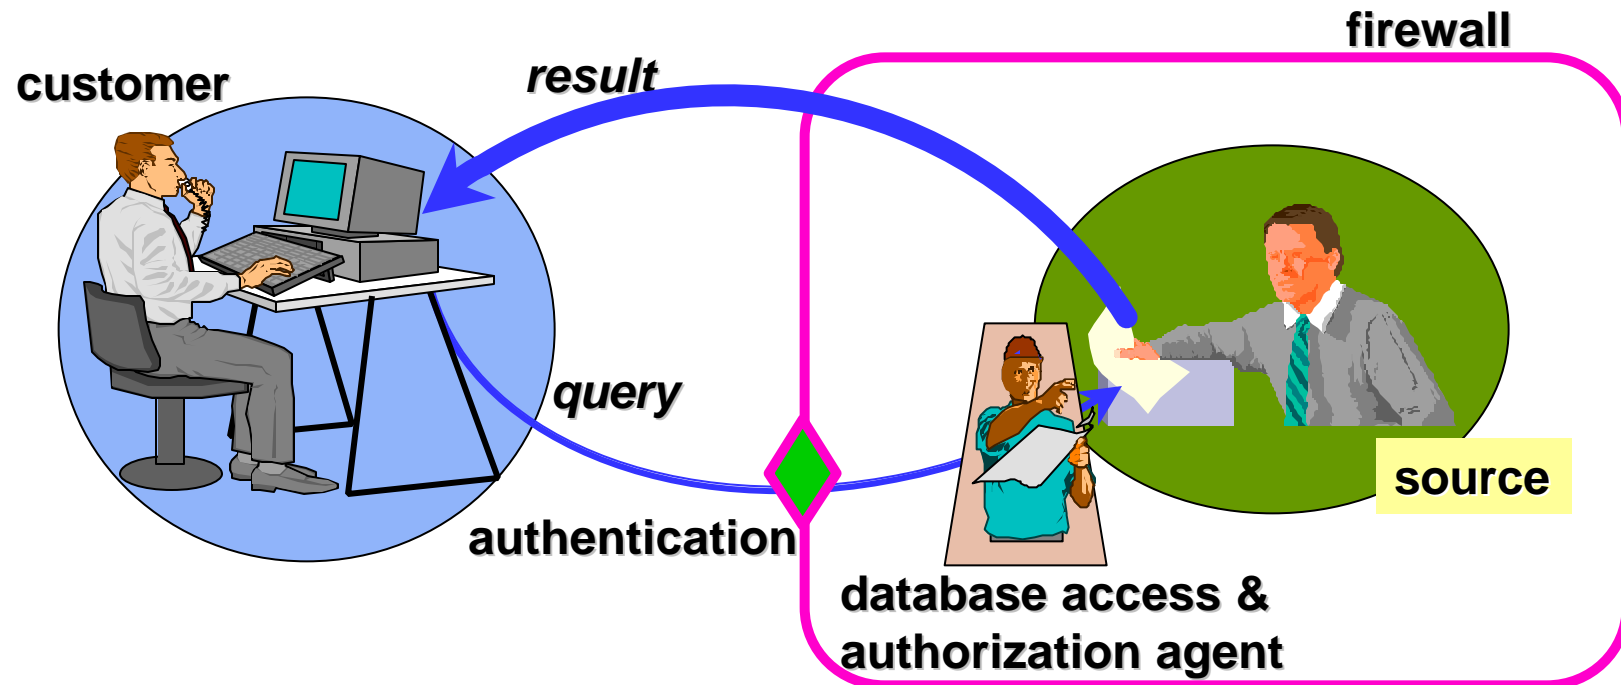 firewall
customer
result
query
source
authentication
database access &
authorization agent